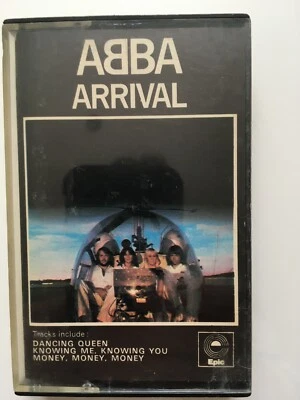 ABBA
ARRIVAL
Tracks include:
DANCING QUEEN
KNOWING ME, KNOWING YOU
MONEY, MONEY, MONEY
Epic